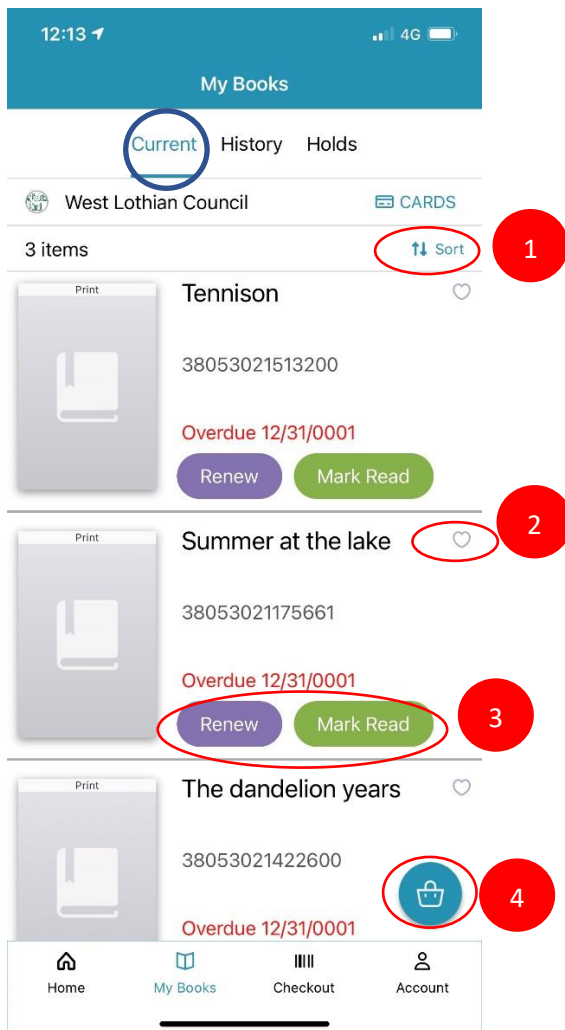 12:13 4G
My Books
Current History Holds
West Lothian Council CARDS
3 items Sort
1
Print
Tennison
38053021513200
Overdue 12/31/0001
Renew Mark Read
2
Print
Summer at the lake
38053021175661
Overdue 12/31/0001
Renew Mark Read
3
Print
The dandelion years
38053021422600
4
Overdue 12/31/0001
Home My Books Checkout Account